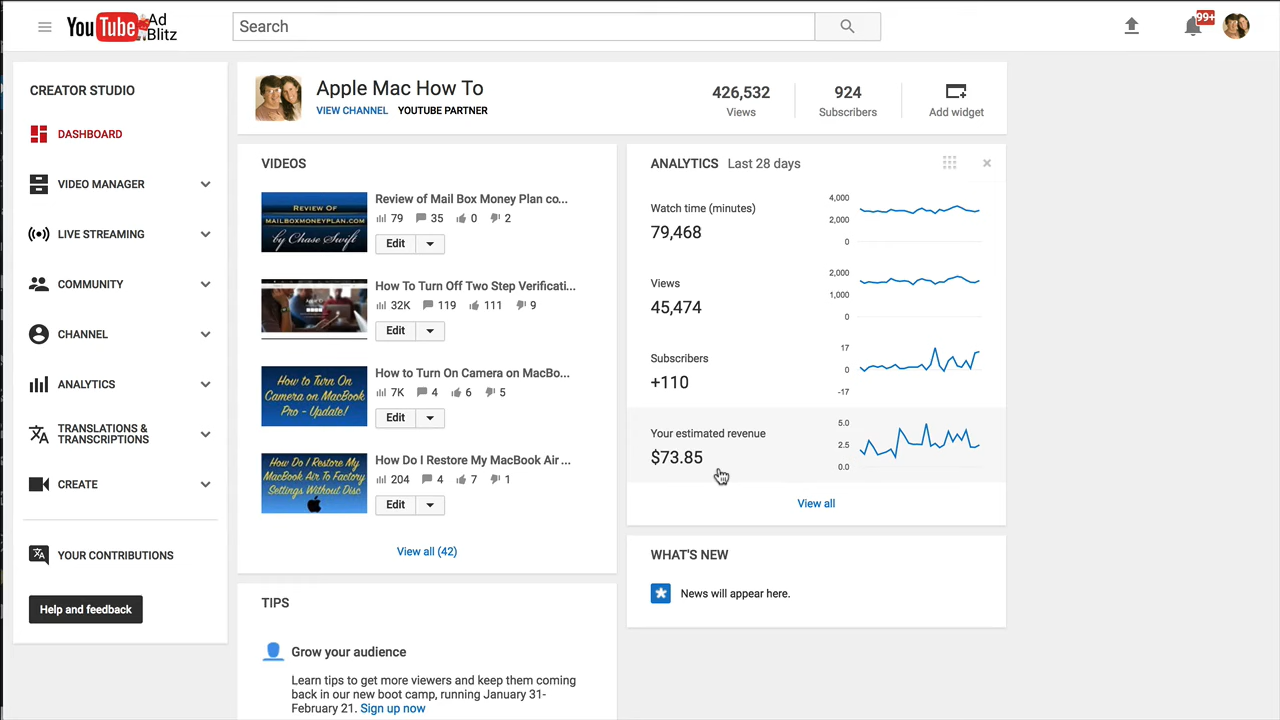 YouTube Ad Blitz
Search
99+
CREATOR STUDIO
DASHBOARD
VIDEO MANAGER
LIVE STREAMING
COMMUNITY
CHANNEL
ANALYTICS
TRANSLATIONS &
TRANSCRIPTIONS
CREATE
YOUR CONTRIBUTIONS
Help and feedback
Apple Mac How To
VIEW CHANNEL YOUTUBE PARTNER
426,532
Views
924
Subscribers
Add widget
VIDEOS
REVIEW OF
MAILBOXMONEYPLAN.COM
by Chase Swift
Review of Mail Box Money Plan co...
79 35 0 2
Edit
How To Turn Off Two Step Verificati...
32K 119 111 9
Edit
How to Turn On
Camera on MacBook
Pro - Update!
How to Turn On Camera on MacBo...
7K 4 6 5
Edit
How Do I Restore My
MacBook Air To Factory
Settings Without Disc
How Do I Restore My MacBook Air ...
204 4 7 1
Edit
View all (42)
TIPS
Grow your audience
Learn tips to get more viewers and keep them coming
back in our new boot camp, running January 31-
February 21. Sign up now
ANALYTICS Last 28 days
Watch time (minutes)
79,468
4,000
2,000
0
Views
45,474
2,000
1,000
0
Subscribers
+110
17
0
-17
Your estimated revenue
$73.85
5.0
2.5
0.0
View all
WHAT'S NEW
News will appear here.